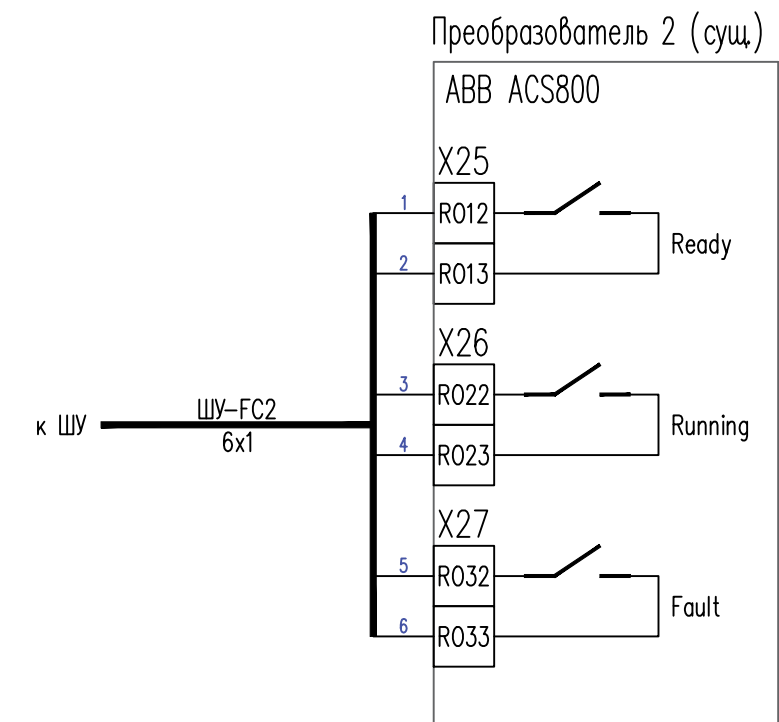 Преобразователь 2 (сущ.)
ABB ACS800
X25
1
RO12
2
RO13
Ready
X26
3
RO22
4
RO23
Running
к ШУ
ШУ-FC2
6x1
X27
5
RO32
6
RO33
Fault